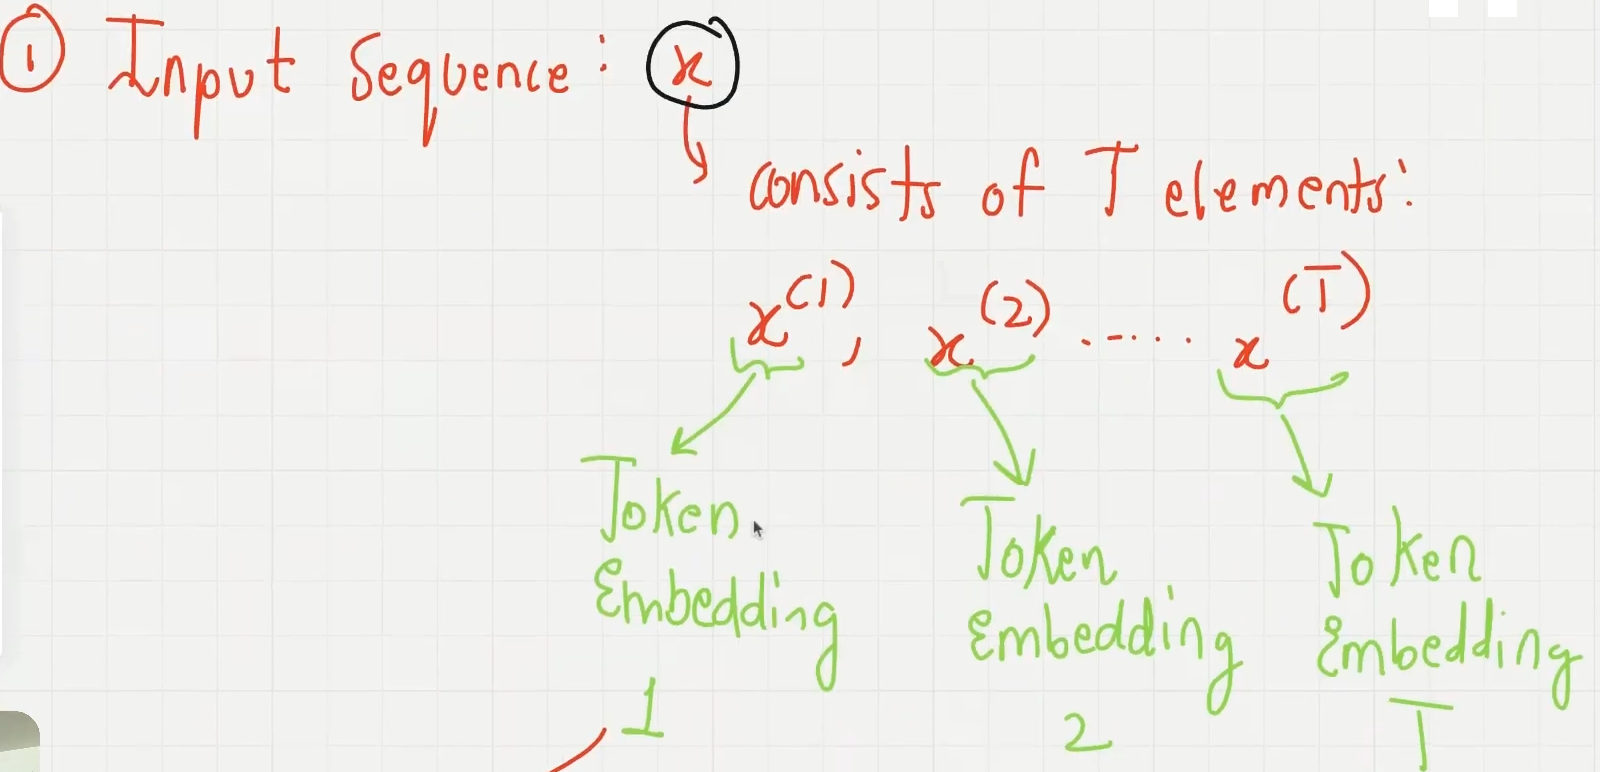 ① Input Sequence: x
consists of T elements:
x^(1), x^(2) ...... x^(T)
Token Token Token
Embedding Embedding Embedding
1 2 T